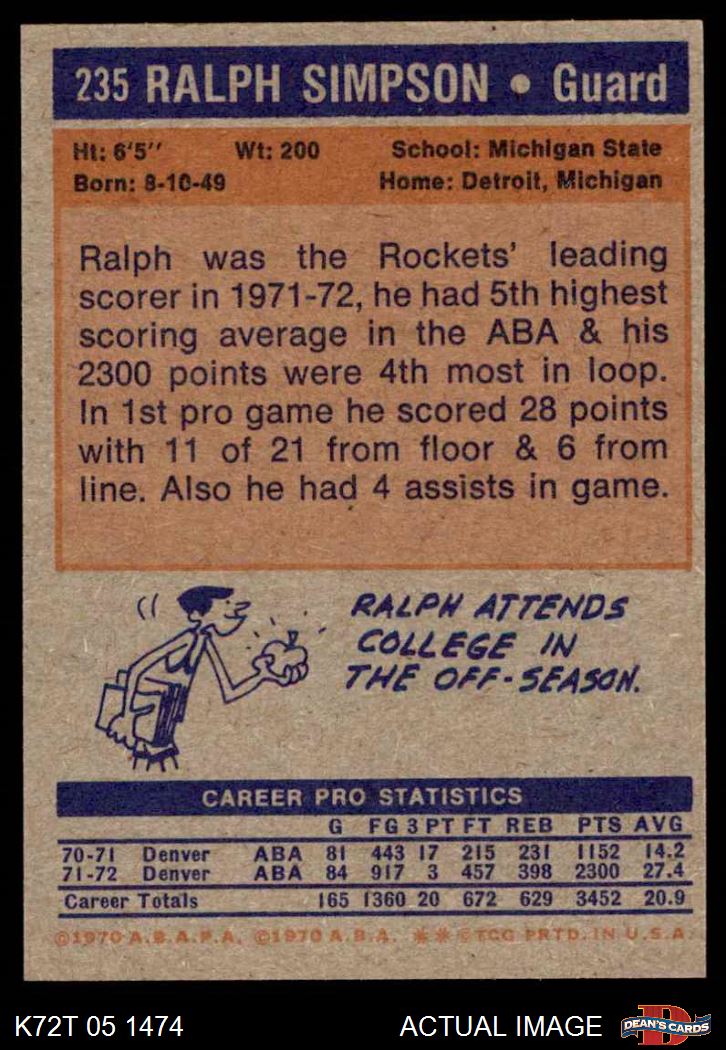 235 RALPH SIMPSON • Guard
Ht: 6'5'' Wt: 200 School: Michigan State
Born: 8-10-49 Home: Detroit, Michigan
Ralph was the Rockets' leading
scorer in 1971-72, he had 5th highest
scoring average in the ABA & his
2300 points were 4th most in loop.
In 1st pro game he scored 28 points
with 11 of 21 from floor & 6 from
line. Also he had 4 assists in game.
RALPH ATTENDS
COLLEGE IN
THE OFF-SEASON.
CAREER PRO STATISTICS
G FG 3 PT FT REB PTS AVG
70-71 Denver ABA 81 443 17 215 231 1152 14.2
71-72 Denver ABA 84 917 3 457 398 2300 27.4
Career Totals 165 1360 20 672 629 3452 20.9
©1970 A.B.A.P.A. ©1970 A.B.A. ** ©TCG PRTD. IN U.S.A.
K72T 05 1474 ACTUAL IMAGE D DEAN'S CARDS